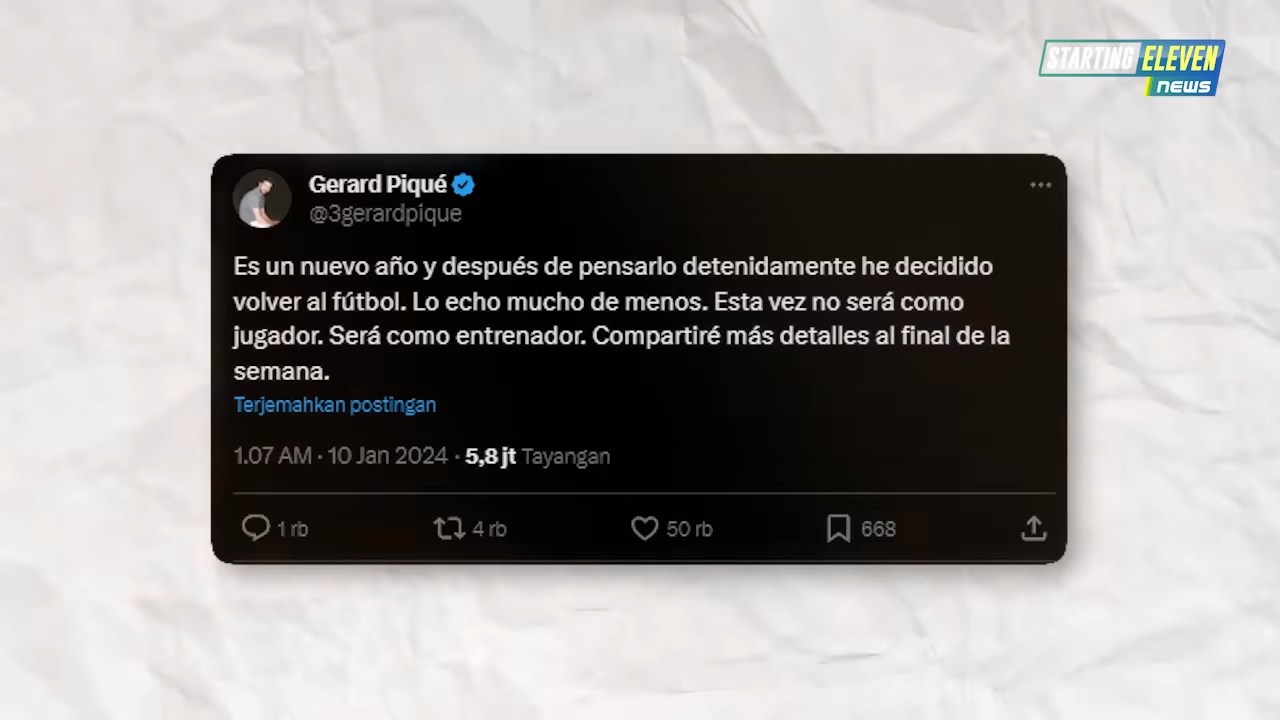 STARTING ELEVEN
news
Gerard Piqué
@3gerardpique
Es un nuevo año y después de pensarlo detenidamente he decidido
volver al fútbol. Lo echo mucho de menos. Esta vez no será como
jugador. Será como entrenador. Compartiré más detalles al final de la
semana.
Terjemahkan postingan
1.07 AM · 10 Jan 2024 · 5,8 jt Tayangan
1 rb 4 rb 50 rb 668